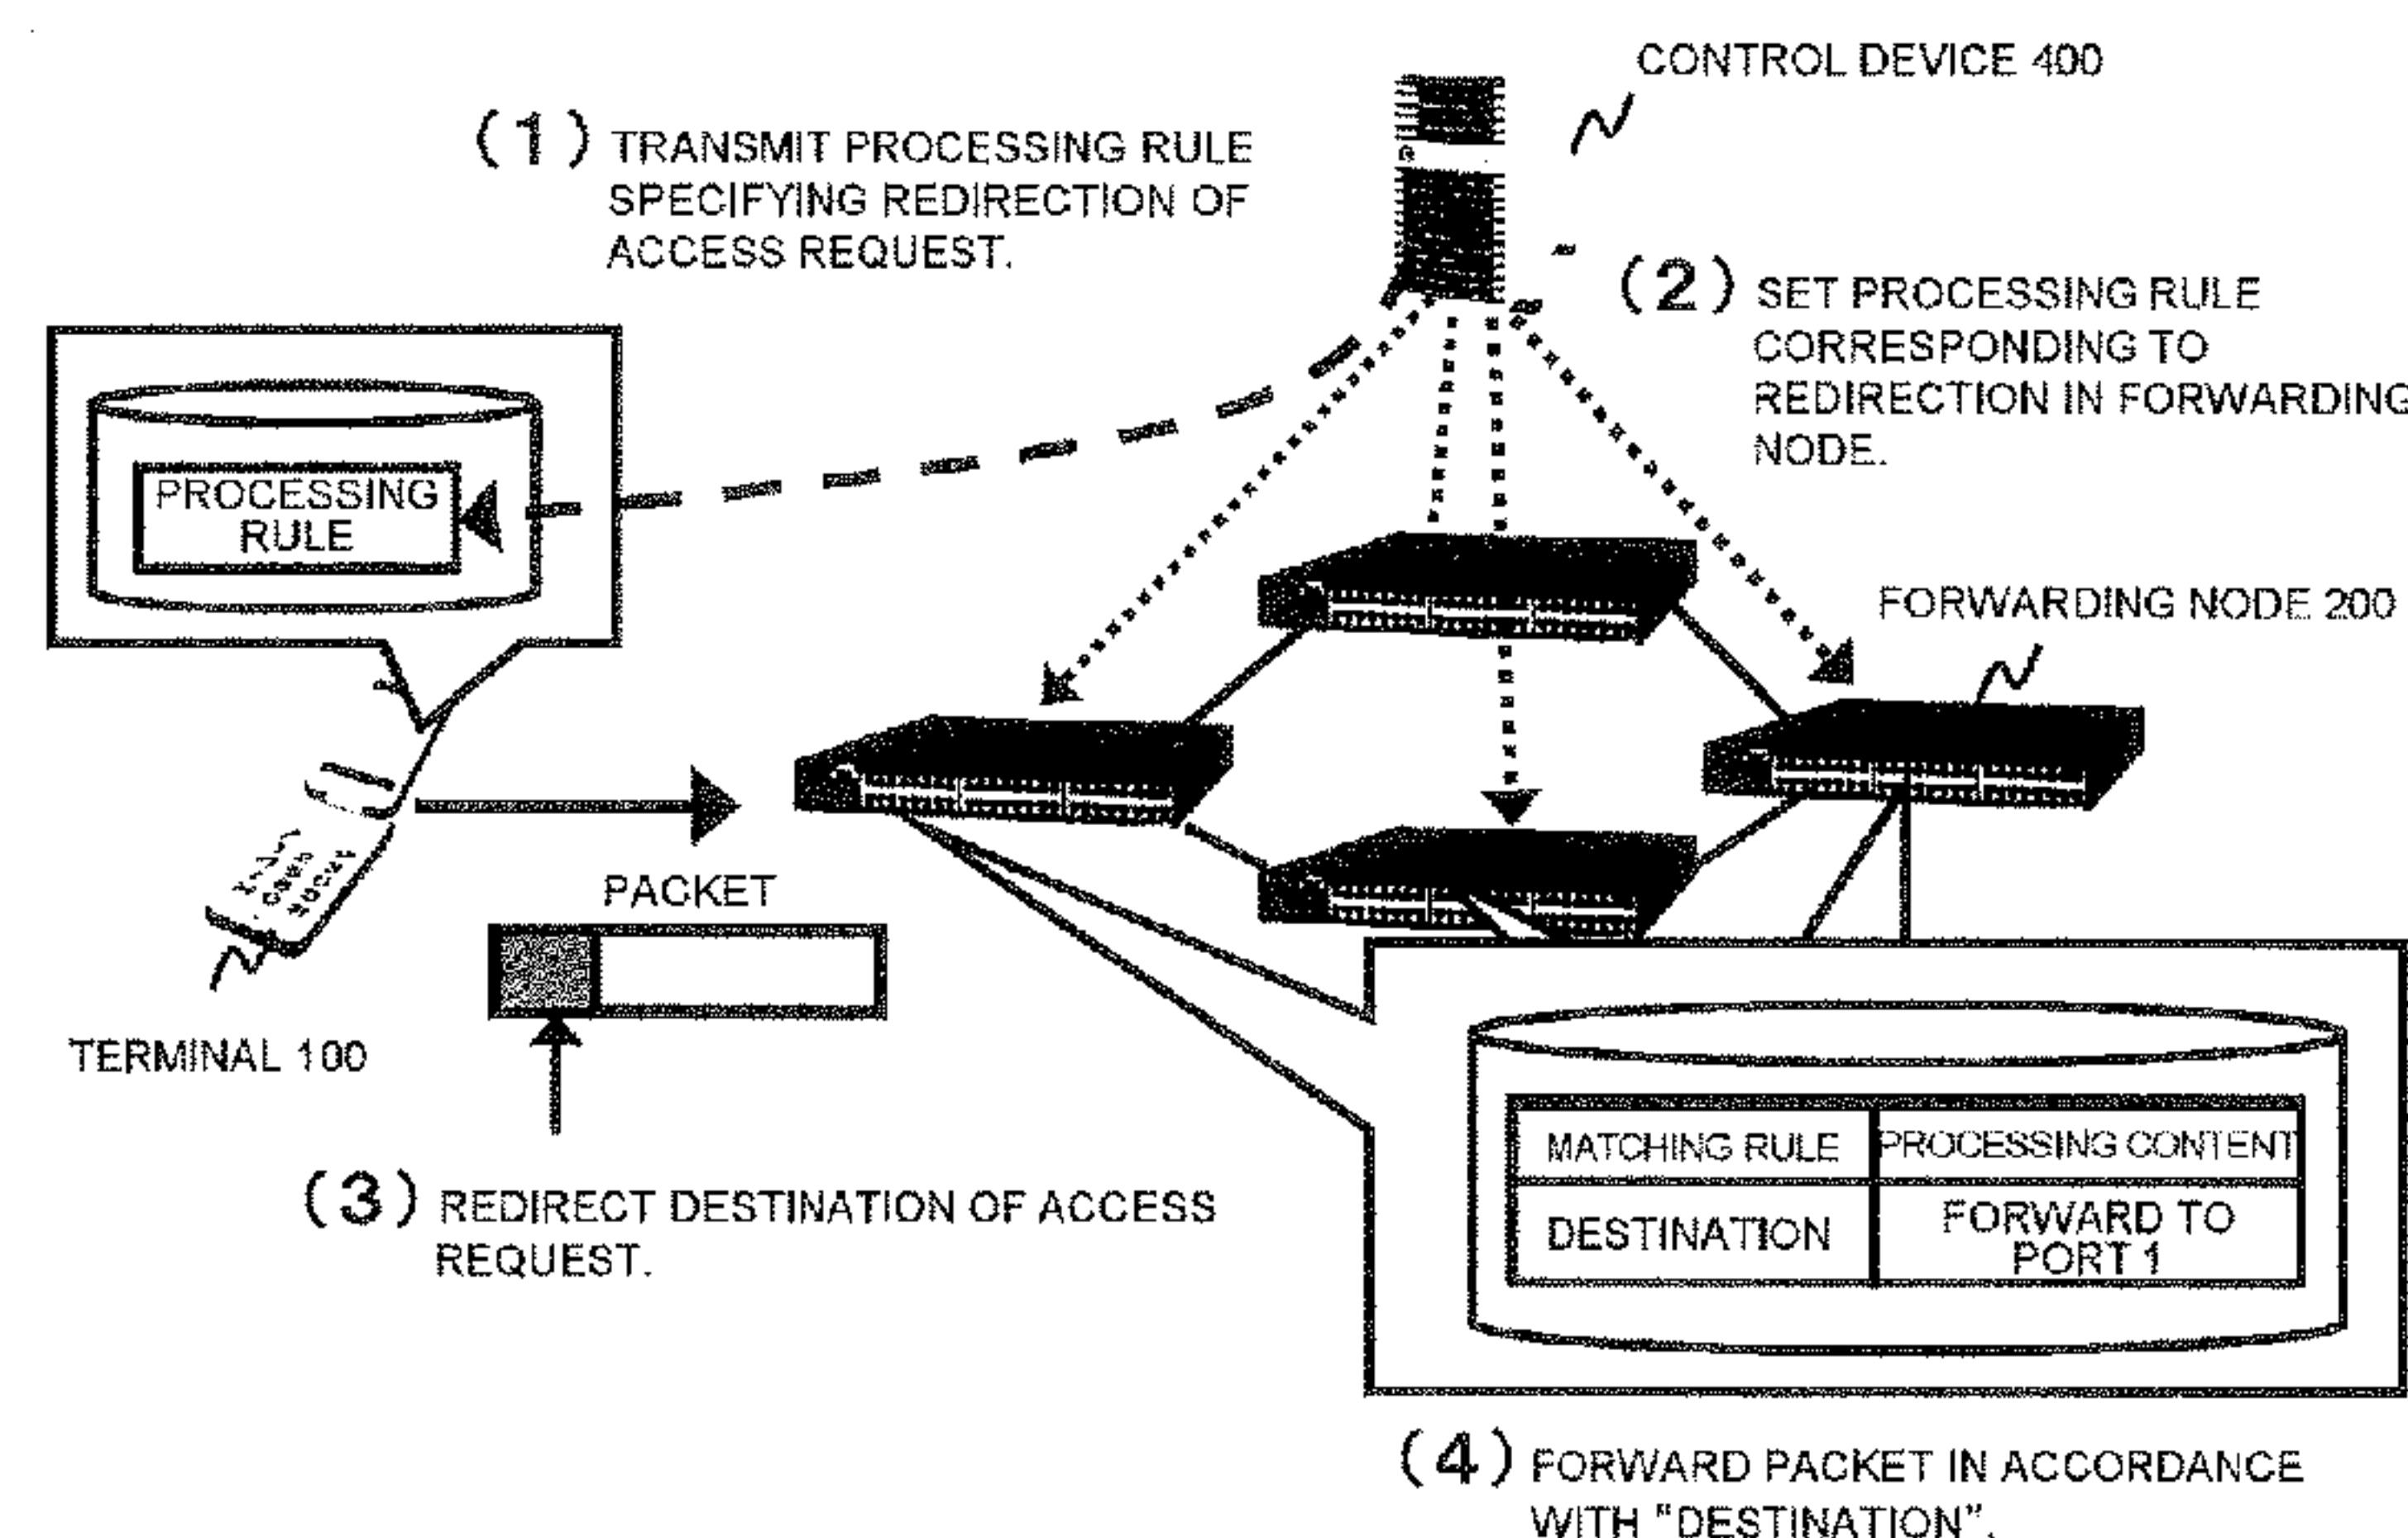 CONTROL DEVICE 400
(1) TRANSMIT PROCESSING RULE
SPECIFYING REDIRECTION OF
ACCESS REQUEST.
(2) SET PROCESSING RULE
CORRESPONDING TO
REDIRECTION IN FORWARDING
NODE.
PROCESSING
RULE
FORWARDING NODE 200
PACKET
TERMINAL 100
(3) REDIRECT DESTINATION OF ACCESS
REQUEST.
MATCHING RULE PROCESSING CONTENT
DESTINATION FORWARD TO
PORT 1
(4) FORWARD PACKET IN ACCORDANCE
WITH "DESTINATION".